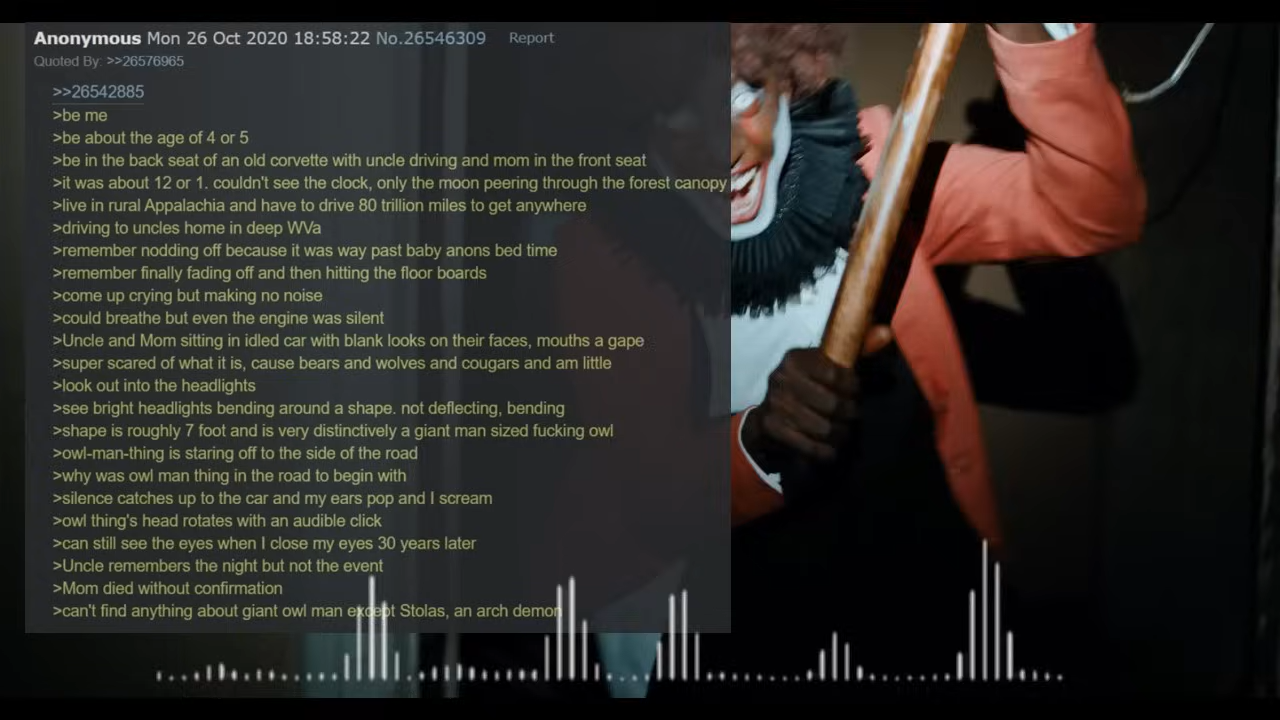 Anonymous Mon 26 Oct 2020 18:58:22 No.26546309 Report
Quoted By: >>26576965
>>26542885
>be me
>be about the age of 4 or 5
>be in the back seat of an old corvette with uncle driving and mom in the front seat
>it was about 12 or 1. couldn't see the clock, only the moon peering through the forest canopy
>live in rural Appalachia and have to drive 80 trillion miles to get anywhere
>driving to uncles home in deep WVa
>remember nodding off because it was way past baby anons bed time
>remember finally fading off and then hitting the floor boards
>come up crying but making no noise
>could breathe but even the engine was silent
>Uncle and Mom sitting in idled car with blank looks on their faces, mouths a gape
>super scared of what it is, cause bears and wolves and cougars and am little
>look out into the headlights
>see bright headlights bending around a shape. not deflecting, bending
>shape is roughly 7 foot and is very distinctively a giant man sized fucking owl
>owl-man-thing is staring off to the side of the road
>why was owl man thing in the road to begin with
>silence catches up to the car and my ears pop and I scream
>owl thing's head rotates with an audible click
>can still see the eyes when I close my eyes 30 years later
>Uncle remembers the night but not the event
>Mom died without confirmation
>can't find anything about giant owl man except Stolas, an arch demon